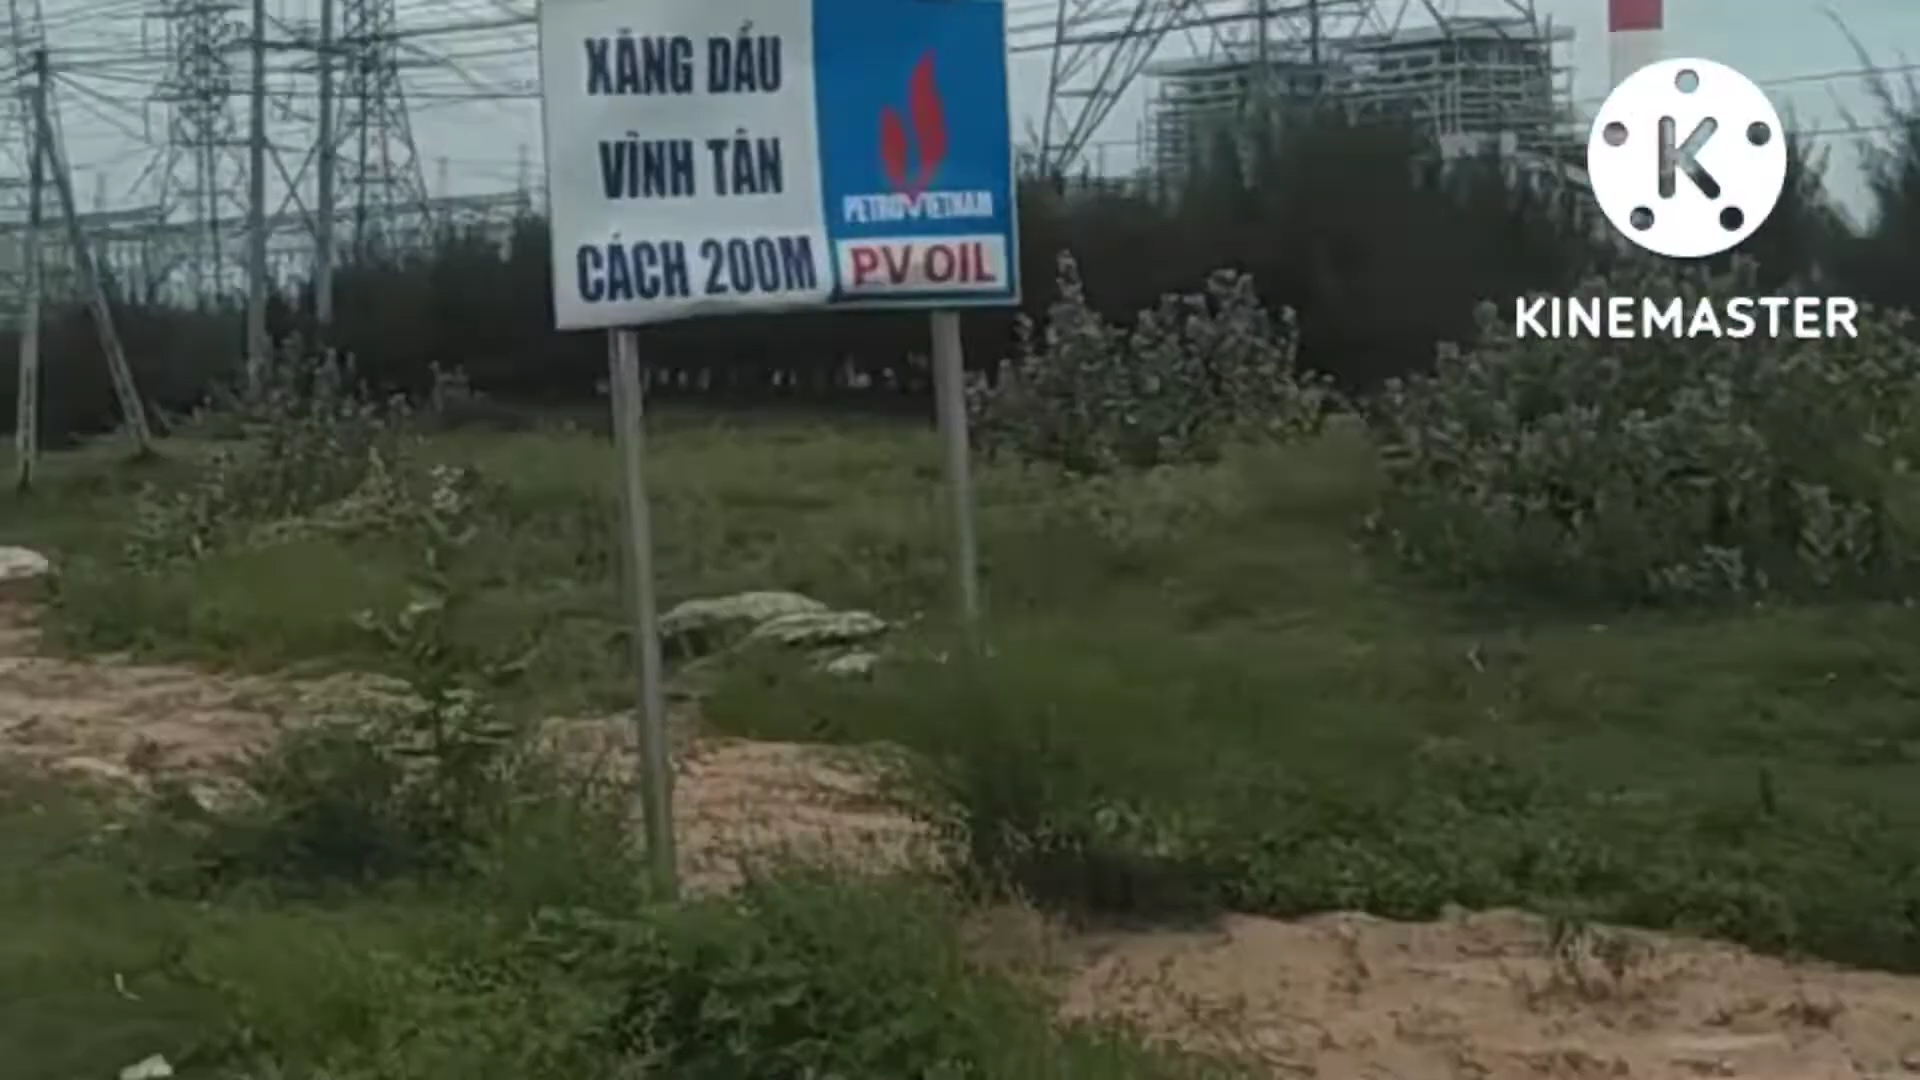 XĂNG DẦU
VĨNH TÂN
CÁCH 200M
PETROVIETNAM
PV OIL
K
KINEMASTER